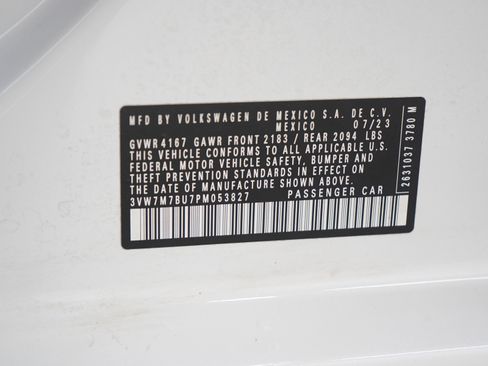 MFD BY VOLKSWAGEN DE MEXICO S.A. DE C.V.
MEXICO 07/23
GVWR 4167 GAWR FRONT 2183 / REAR 2094 LBS
THIS VEHICLE CONFORMS TO ALL APPLICABLE U.S.
FEDERAL MOTOR VEHICLE SAFETY, BUMPER AND
THEFT PREVENTION STANDARDS IN EFFECT ON
THE DATE OF MANUFACTURE SHOWN ABOVE.
3VW7M7BU7PM053827 PASSENGER CAR
2631037 3780 M